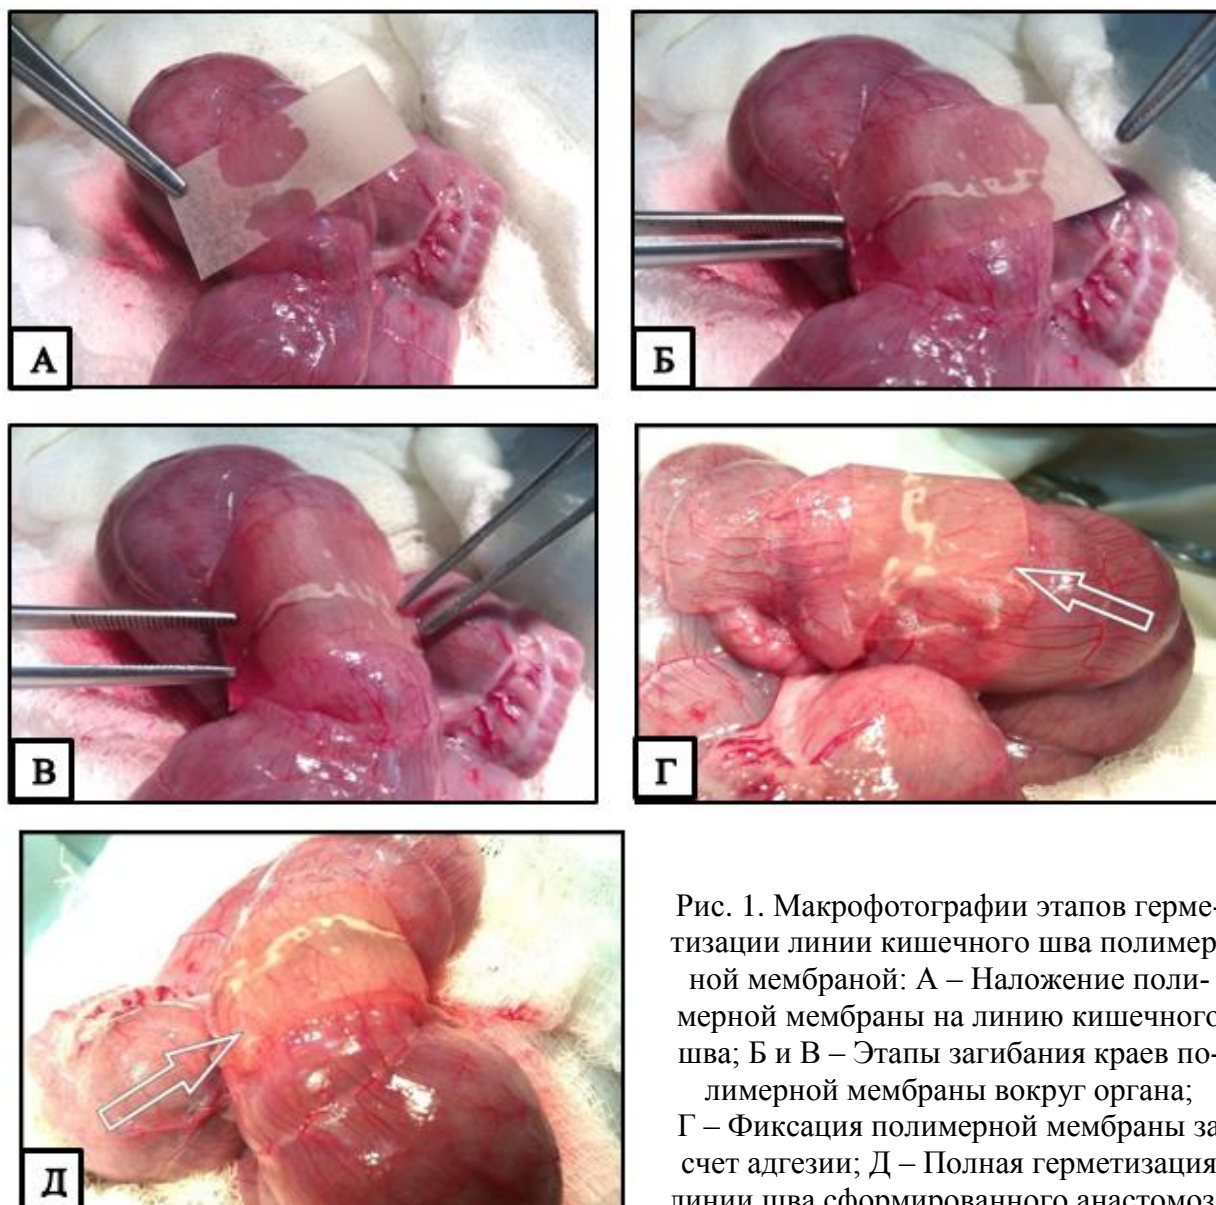 А
Б
В
Г
Д
Рис. 1. Макрофотографии этапов герме-
тизации линии кишечного шва полимер-
ной мембраной: А – Наложение поли-
мерной мембраны на линию кишечного
шва; Б и В – Этапы загибания краев по-
лимерной мембраны вокруг органа;
Г – Фиксация полимерной мембраны за
счет адгезии; Д – Полная герметизация
линии шва сформированного анастомоз